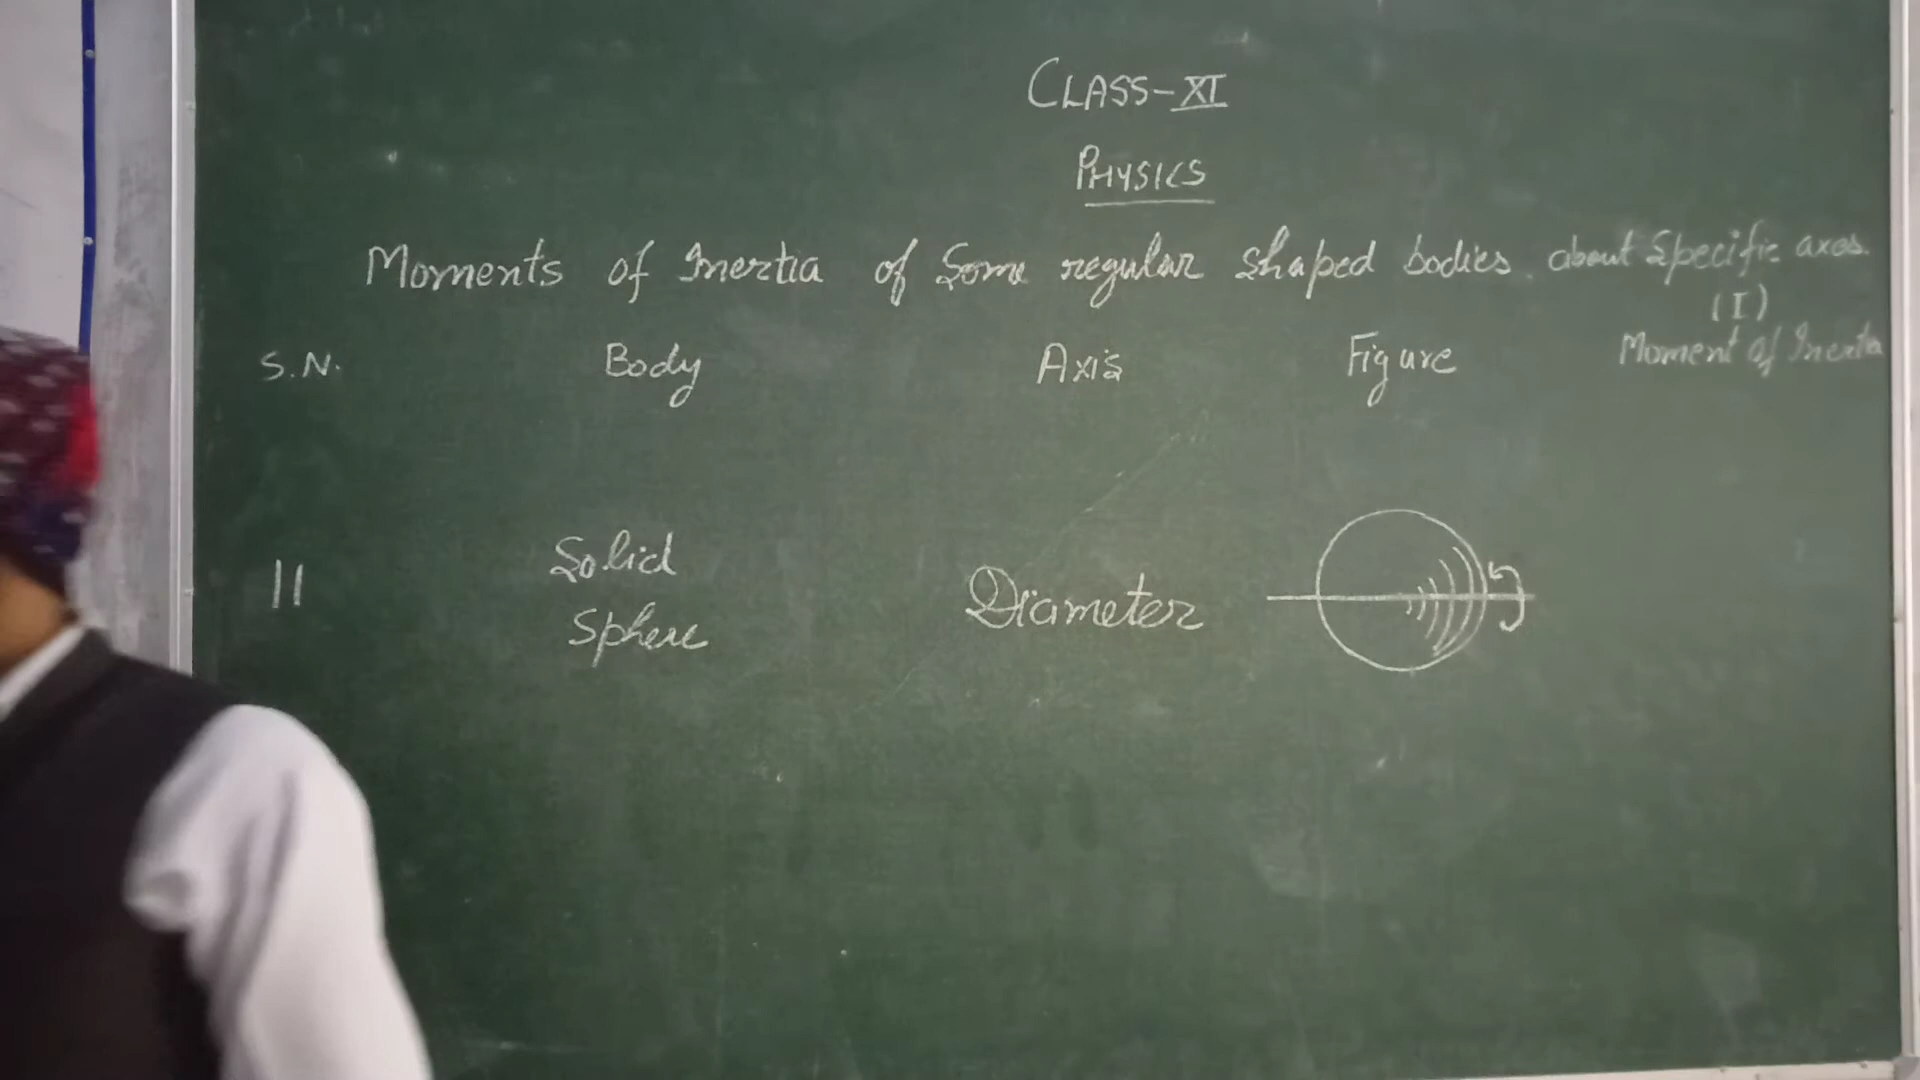 CLASS-XI
PHYSICS
Moments of Inertia of Some regular shaped bodies about Specific axes.
(I)
S.N. Body Axis Figure Moment of Inertia
11 Solid Sphere Diameter